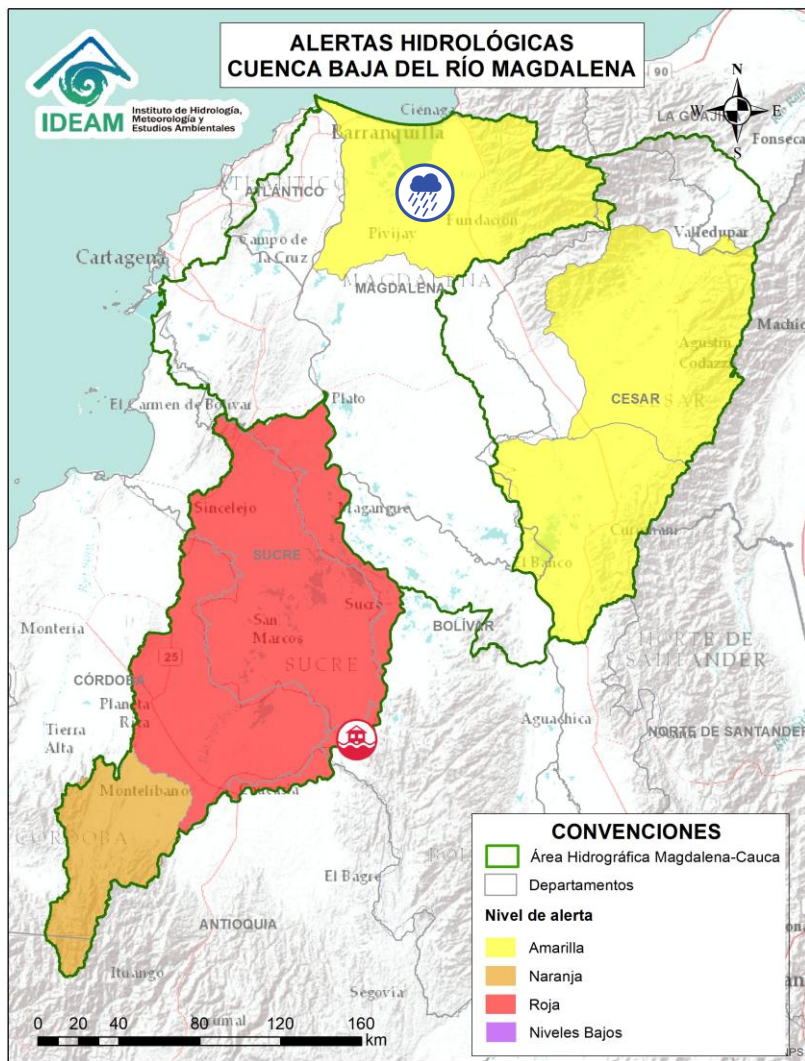 ALERTAS HIDROLÓGICAS
CUENCA BAJA DEL RÍO MAGDALENA
IDEAM
Instituto de Hidrología,
Meteorología y
Estudios Ambientales
N
W E
S
90
LA GUAJI
Fonseca
Ciénaga
Barranquilla
ATLÁNTICO
Pivijay
Fundación
Valledupar
Campo de
la Cruz
Cartagena
MAGDALENA
MAGDALENA
Machiq
Agustín
Codazzi
CESAR
El Carmen de Bolívar
Plato
Sincelejo
Magangue
SUCRE
El Banco
San
Marcos
Sucre
BOLÍVAR
SUCRE
Montería
25
NORTE DE
SANTANDER
CÓRDOBA
Planeta
Rica
Tierra
Alta
Aguachica
NORTE DE SANTANDER
Montelíbano
CÓRDOBA
El Bagre
ANTIOQUIA
Ituango
Segovia
CONVENCIONES
Área Hidrográfica Magdalena-Cauca
Departamentos
Nivel de alerta
Amarilla
Naranja
Roja
Niveles Bajos
0 20 40 80 120 160
km